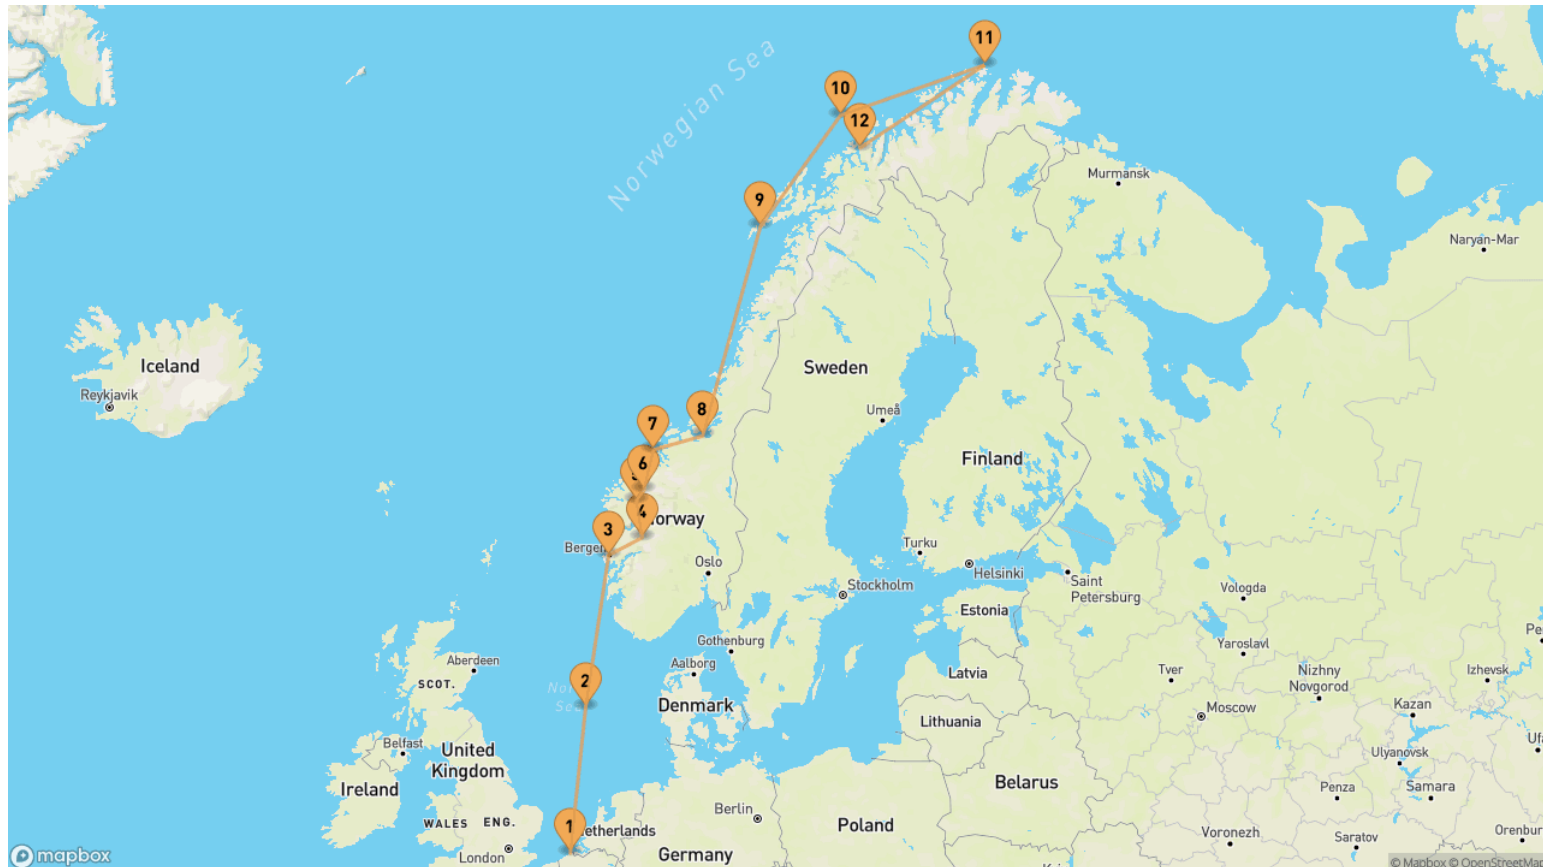 11
10
Norwegian Sea
12
Murmansk
9
Naryan-Mar
Iceland
Reykjavik
Sweden
8
Umeå
7
6
Finland
4
Norway
3
Bergen
Oslo
Turku
Helsinki
Stockholm
Saint
Petersburg
Vologda
Estonia
Gothenburg
Yaroslavl
Aberdeen
Aalborg
SCOT.
2
Latvia
Tver
Nizhny
Novgorod
Izhevsk
Denmark
Moscow
Kazan
Lithuania
Belfast
United
Kingdom
Ulyanovsk
Ireland
Belarus
Penza
Samara
Berlin
WALES
ENG.
1
Netherlands
Poland
Voronezh
Saratov
Orenbur
London
Germany
mapbox
© Mapbox © OpenStreetMap